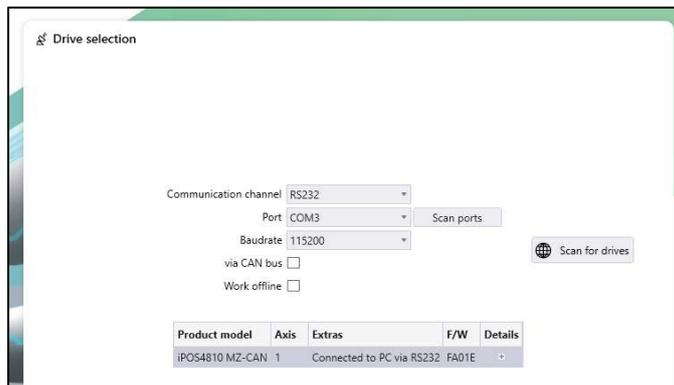 Drive selection
Communication channel RS232
Port COM3 Scan ports
Baudrate 115200
Scan for drives
via CAN bus
Work offline
Product model Axis Extras F/W Details
iPOS4810 MZ-CAN 1 Connected to PC via RS232 FA01E +